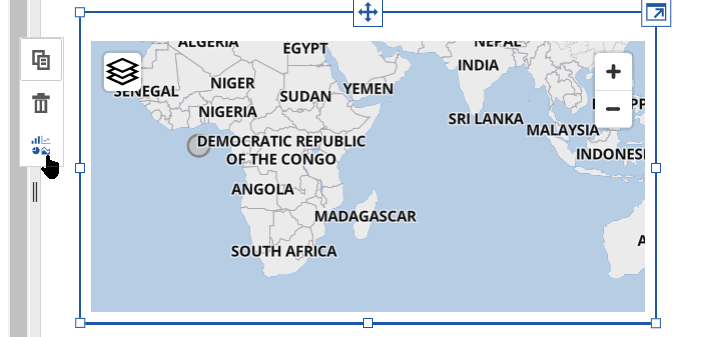 ALGERIA
EGYPT
NEPAL
INDIA
NIGER
SENEGAL
SUDAN
YEMEN
NIGERIA
SRI LANKA
MALAYSIA
DEMOCRATIC REPUBLIC
OF THE CONGO
INDONESI
ANGOLA
MADAGASCAR
SOUTH AFRICA
A